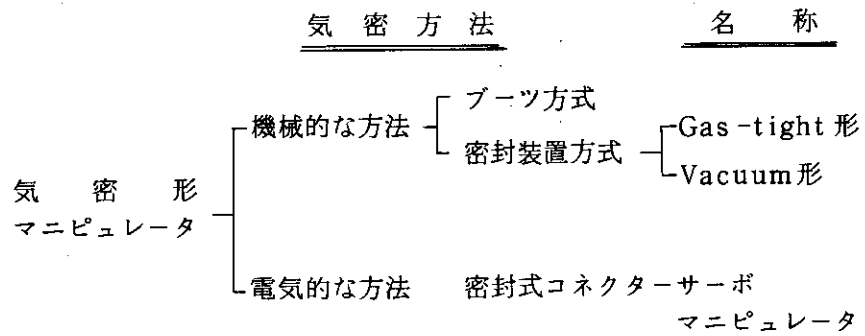 気密方法 名称
ブーツ方式
機械的な方法 密封装置方式 Gas-tight形
Vacuum形
気密形
マニピュレータ
電気的な方法 密封式コネクターサーボ
マニピュレータ